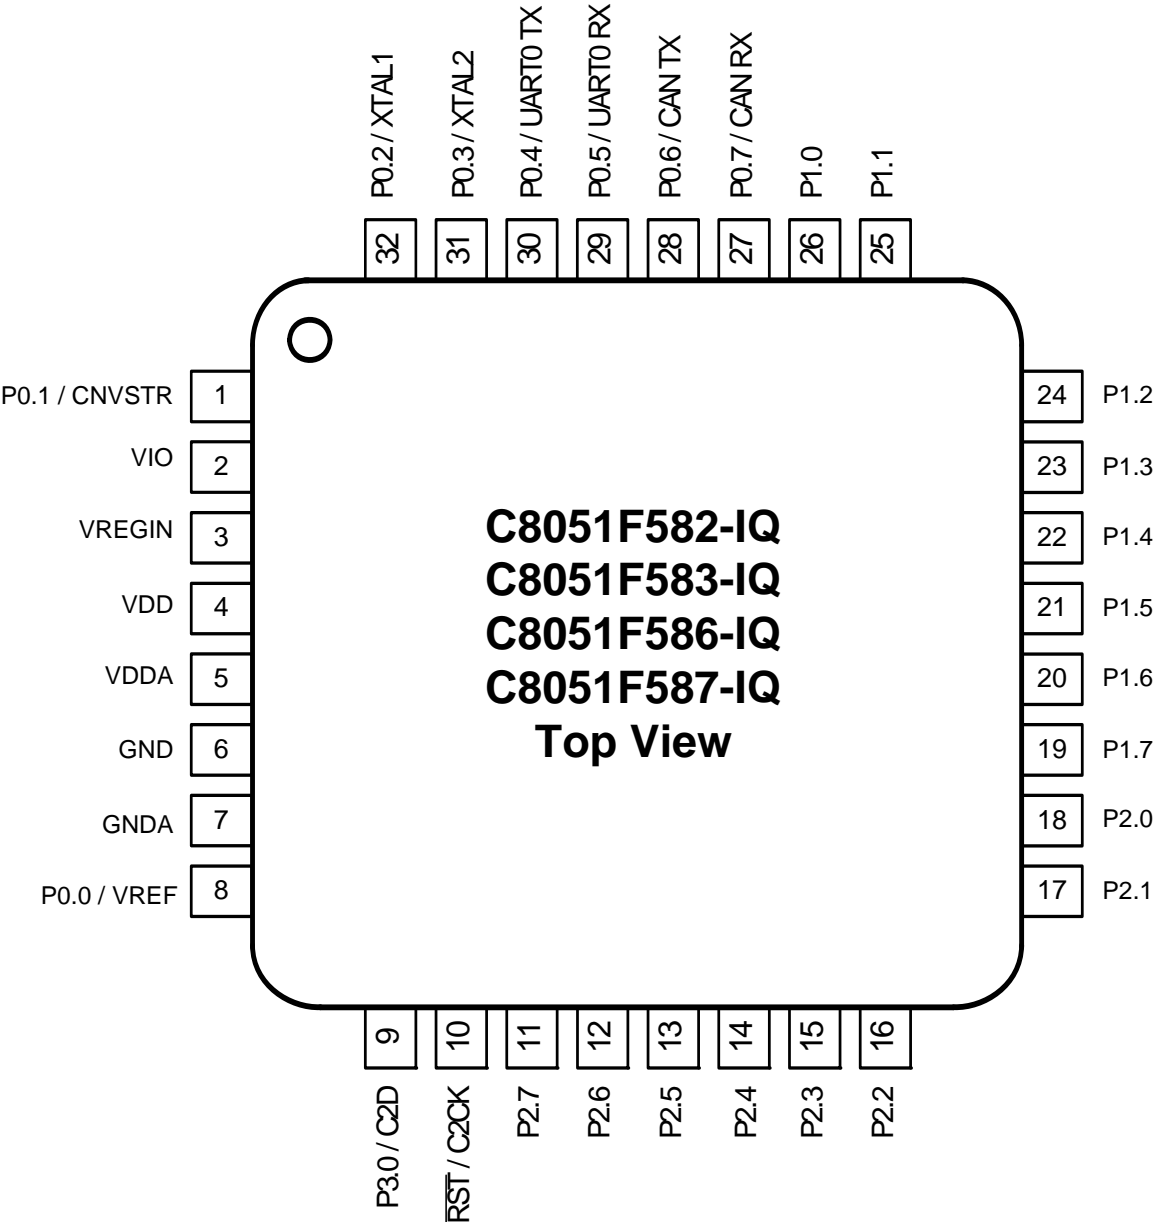 P0.2 / XTAL1
P0.3 / XTAL2
P0.4 / UART0 TX
P0.5 / UART0 RX
P0.6 / CAN TX
P0.7 / CAN RX
P1.0
P1.1
32
31
30
29
28
27
26
25
P0.1 / CNVSTR 1
VIO 2
VREGIN 3
VDD 4
VDDA 5
GND 6
GNDA 7
P0.0 / VREF 8
C8051F582-IQ
C8051F583-IQ
C8051F586-IQ
C8051F587-IQ
Top View
24 P1.2
23 P1.3
22 P1.4
21 P1.5
20 P1.6
19 P1.7
18 P2.0
17 P2.1
9
10
11
12
13
14
15
16
P3.0 / C2D
RST / C2CK
P2.7
P2.6
P2.5
P2.4
P2.3
P2.2